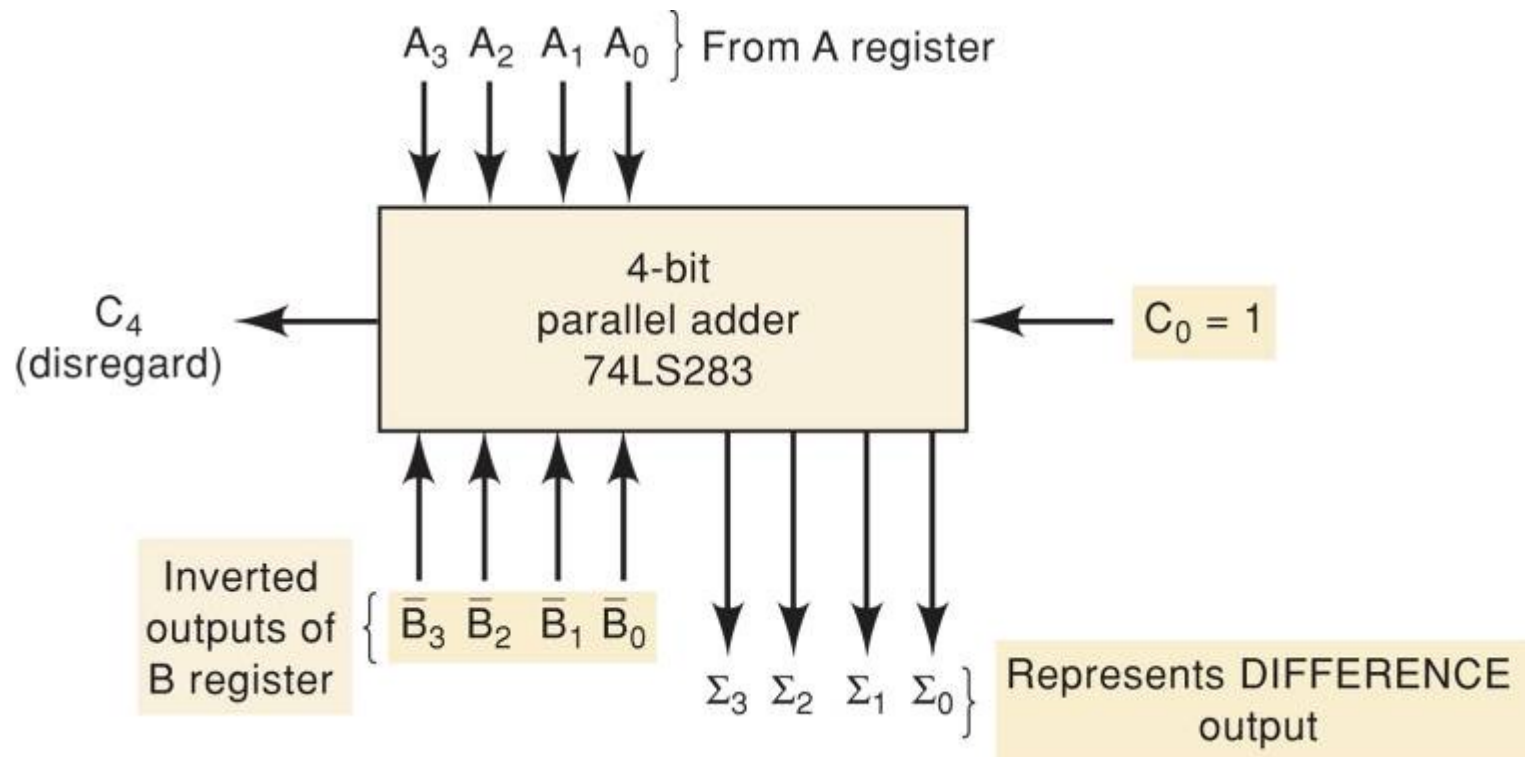 A₃ A₂ A₁ A₀ } From A register
4-bit
parallel adder
74LS283
C₄
(disregard)
C₀ = 1
Inverted
outputs of
B register
{ B̅₃ B̅₂ B̅₁ B̅₀
Σ₃ Σ₂ Σ₁ Σ₀ }
Represents DIFFERENCE
output